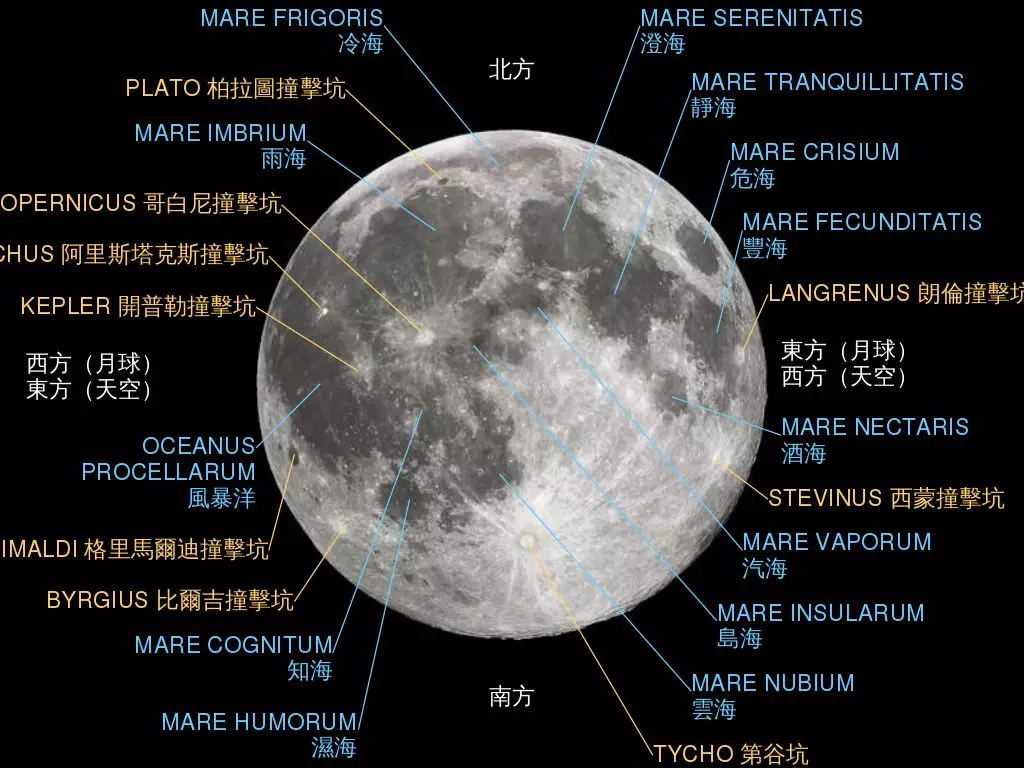 MARE FRIGORIS
冷海
MARE SERENITATIS
澄海
北方
PLATO 柏拉圖撞擊坑
MARE TRANQUILLITATIS
靜海
MARE IMBRIUM
雨海
MARE CRISIUM
危海
OPERNICUS 哥白尼撞擊坑
MARE FECUNDITATIS
豐海
CHUS 阿里斯塔克斯撞擊坑
KEPLER 開普勒撞擊坑
LANGRENUS 朗倫撞擊坑
西方（月球）
東方（天空）
東方（月球）
西方（天空）
OCEANUS
PROCELLARUM
風暴洋
MARE NECTARIS
酒海
STEVINUS 西蒙撞擊坑
IMALDI 格里馬爾迪撞擊坑
MARE VAPORUM
汽海
BYRGIUS 比爾吉撞擊坑
MARE INSULARUM
島海
MARE COGNITUM
知海
MARE NUBIUM
雲海
南方
MARE HUMORUM
濕海
TYCHO 第谷坑